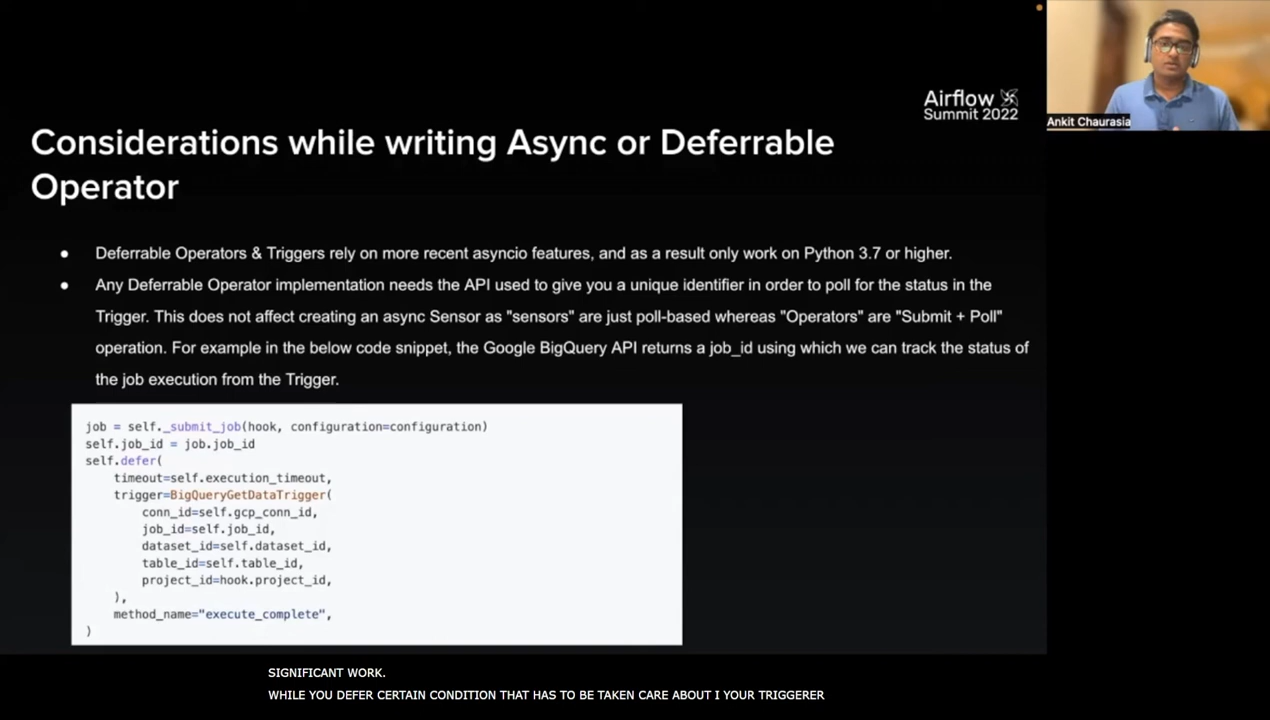 Airflow
Summit 2022
Ankit Chaurasia
Considerations while writing Async or Deferrable
Operator
● Deferrable Operators & Triggers rely on more recent asyncio features, and as a result only work on Python 3.7 or higher.
● Any Deferrable Operator implementation needs the API used to give you a unique identifier in order to poll for the status in the
Trigger. This does not affect creating an async Sensor as "sensors" are just poll-based whereas "Operators" are "Submit + Poll"
operation. For example in the below code snippet, the Google BigQuery API returns a job_id using which we can track the status of
the job execution from the Trigger.
job = self._submit_job(hook, configuration=configuration)
self.job_id = job.job_id
self.defer(
    timeout=self.execution_timeout,
    trigger=BigQueryGetDataTrigger(
        conn_id=self.gcp_conn_id,
        job_id=self.job_id,
        dataset_id=self.dataset_id,
        table_id=self.table_id,
        project_id=hook.project_id,
    ),
    method_name="execute_complete",
)
SIGNIFICANT WORK.
WHILE YOU DEFER CERTAIN CONDITION THAT HAS TO BE TAKEN CARE ABOUT I YOUR TRIGGERER